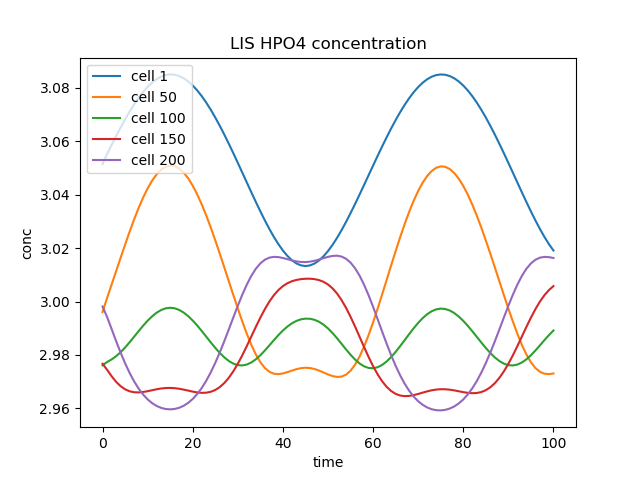 LIS HPO4 concentration
cell 1
cell 50
cell 100
cell 150
cell 200
3.08
3.06
3.04
3.02
3.00
2.98
2.96
conc
0 20 40 60 80 100
time